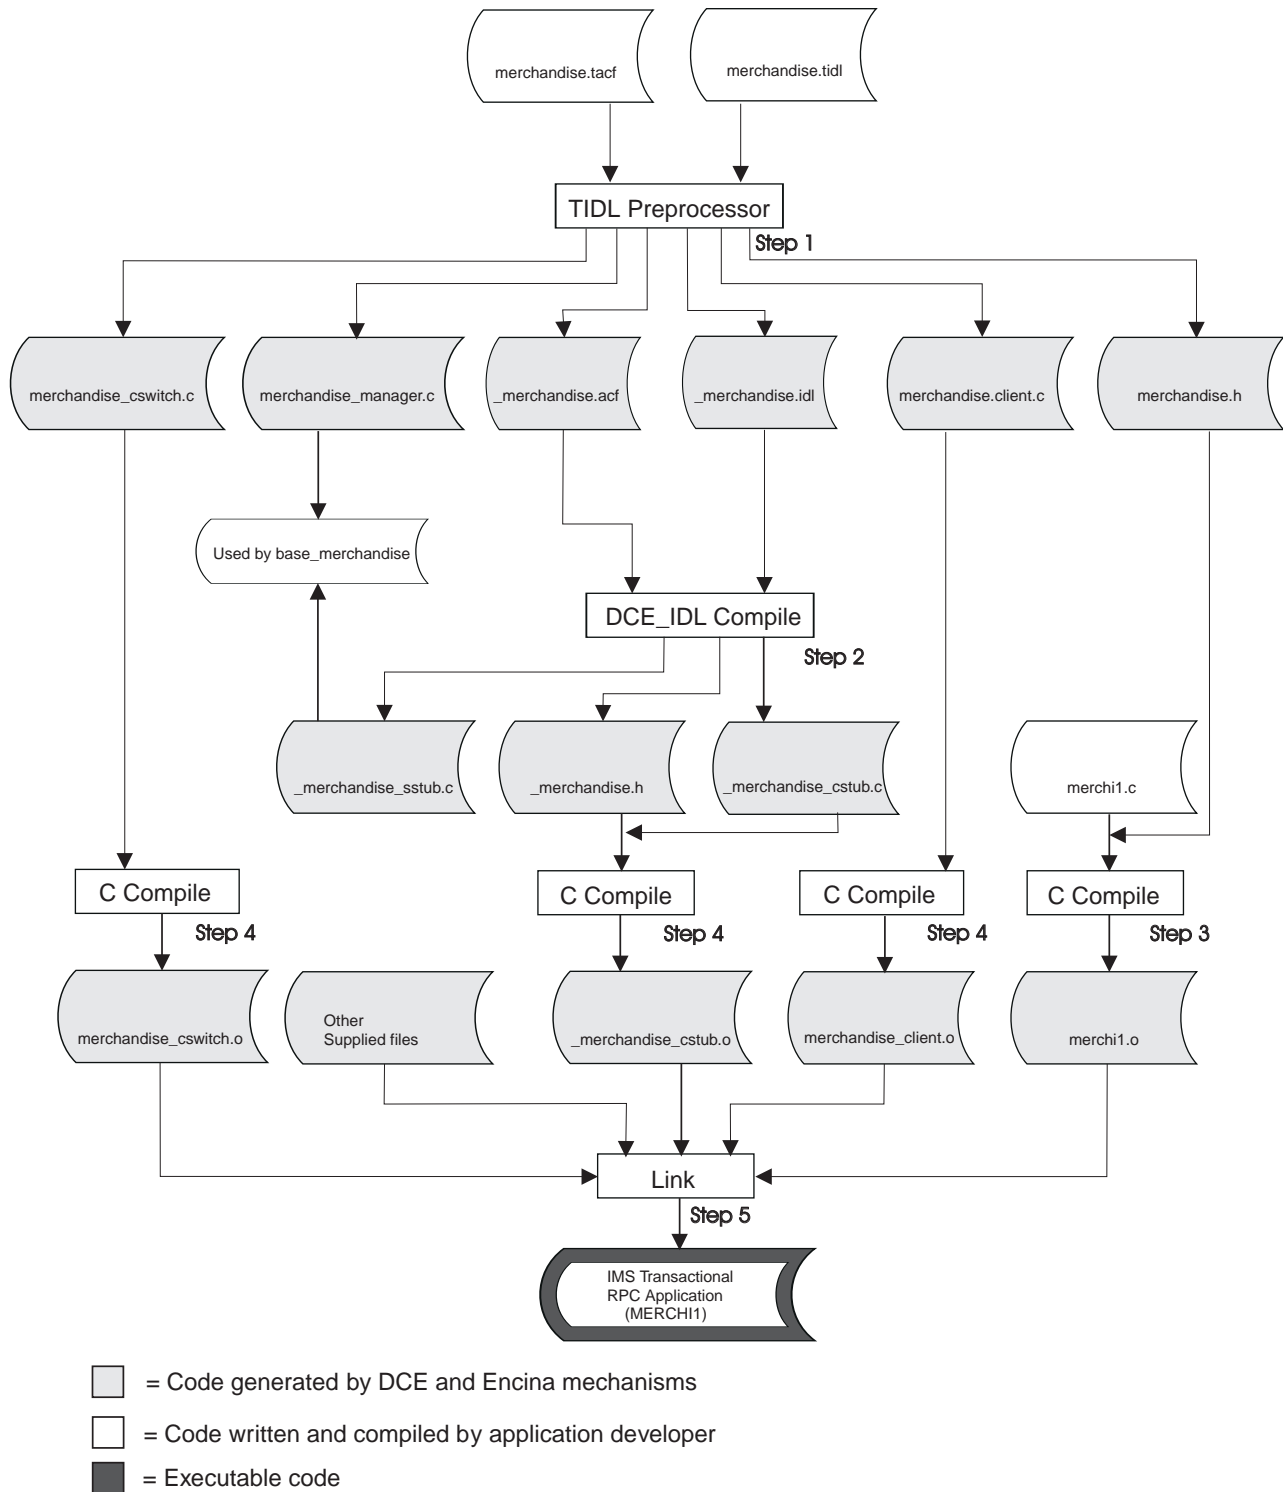 merchandise.tacf
merchandise.tidl
TIDL Preprocessor
Step 1
merchandise_cswitch.c
merchandise_manager.c
_merchandise.acf
_merchandise.idl
merchandise.client.c
merchandise.h
Used by base_merchandise
DCE_IDL Compile
Step 2
_merchandise_sstub.c
_merchandise.h
_merchandise_cstub.c
merchi1.c
C Compile
C Compile
C Compile
C Compile
Step 4
Step 4
Step 4
Step 3
merchandise_cswitch.o
Other
Supplied files
_merchandise_cstub.o
merchandise_client.o
merchi1.o
Link
Step 5
IMS Transactional
RPC Application
(MERCHI1)
= Code generated by DCE and Encina mechanisms
= Code written and compiled by application developer
= Executable code